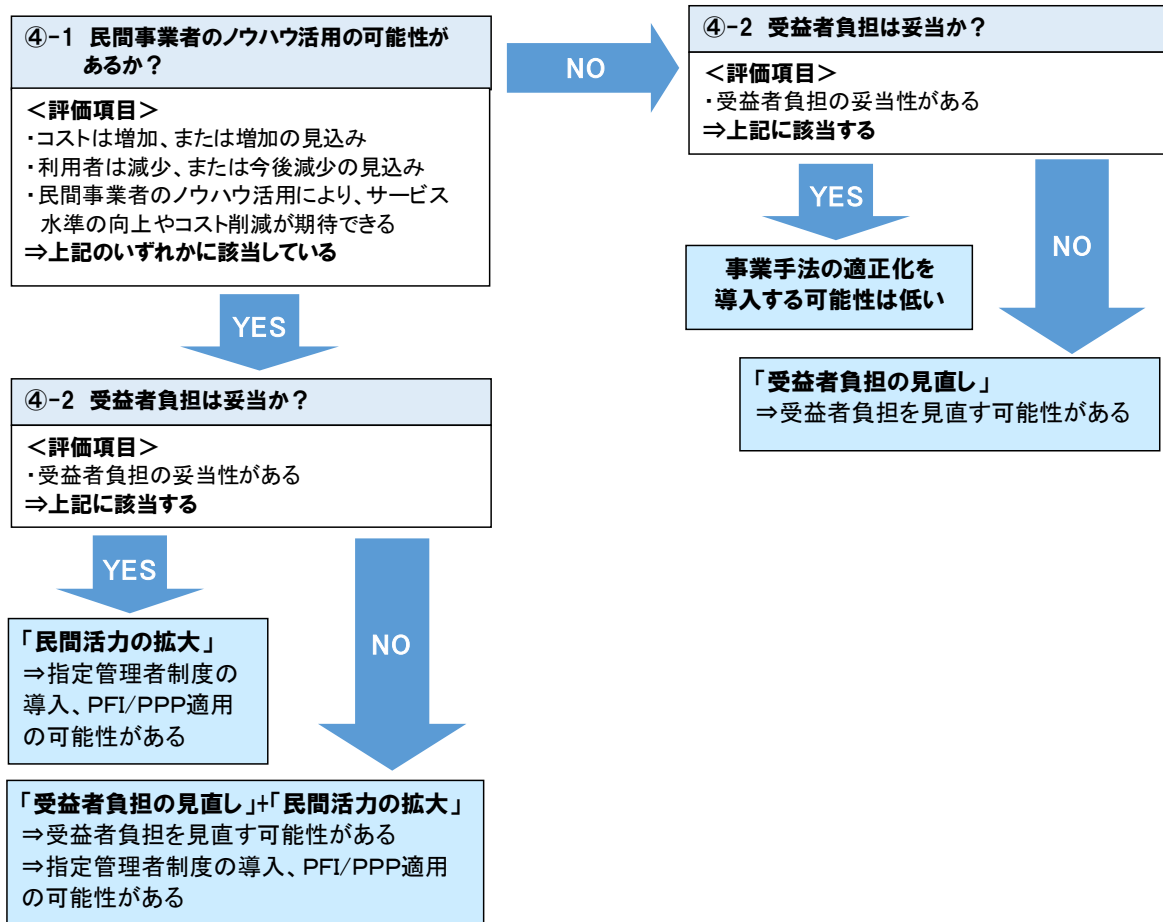 ④-1 民間事業者のノウハウ活用の可能性が
あるか？
＜評価項目＞
・コストは増加、または増加の見込み
・利用者は減少、または今後減少の見込み
・民間事業者のノウハウ活用により、サービス
水準の向上やコスト削減が期待できる
⇒上記のいずれかに該当している
NO
④-2 受益者負担は妥当か？
＜評価項目＞
・受益者負担の妥当性がある
⇒上記に該当する
YES
事業手法の適正化を
導入する可能性は低い
NO
「受益者負担の見直し」
⇒受益者負担を見直す可能性がある
YES
④-2 受益者負担は妥当か？
＜評価項目＞
・受益者負担の妥当性がある
⇒上記に該当する
YES
「民間活力の拡大」
⇒指定管理者制度の
導入、PFI/PPP適用
の可能性がある
NO
「受益者負担の見直し」+「民間活力の拡大」
⇒受益者負担を見直す可能性がある
⇒指定管理者制度の導入、PFI/PPP適用
の可能性がある